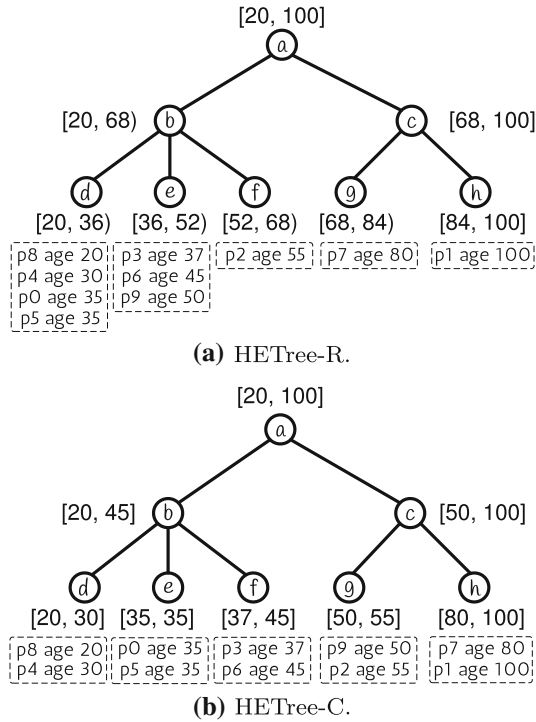 [20, 100]
a
[20, 68) b c [68, 100]
d e f g h
[20, 36) [36, 52) [52, 68) [68, 84) [84, 100]
p8 age 20 p3 age 37 p2 age 55 p7 age 80 p1 age 100
p4 age 30 p6 age 45
p0 age 35 p9 age 50
p5 age 35
(a) HETree-R.
[20, 100]
a
[20, 45] b c [50, 100]
d e f g h
[20, 30] [35, 35] [37, 45] [50, 55] [80, 100]
p8 age 20 p0 age 35 p3 age 37 p9 age 50 p7 age 80
p4 age 30 p5 age 35 p6 age 45 p2 age 55 p1 age 100
(b) HETree-C.